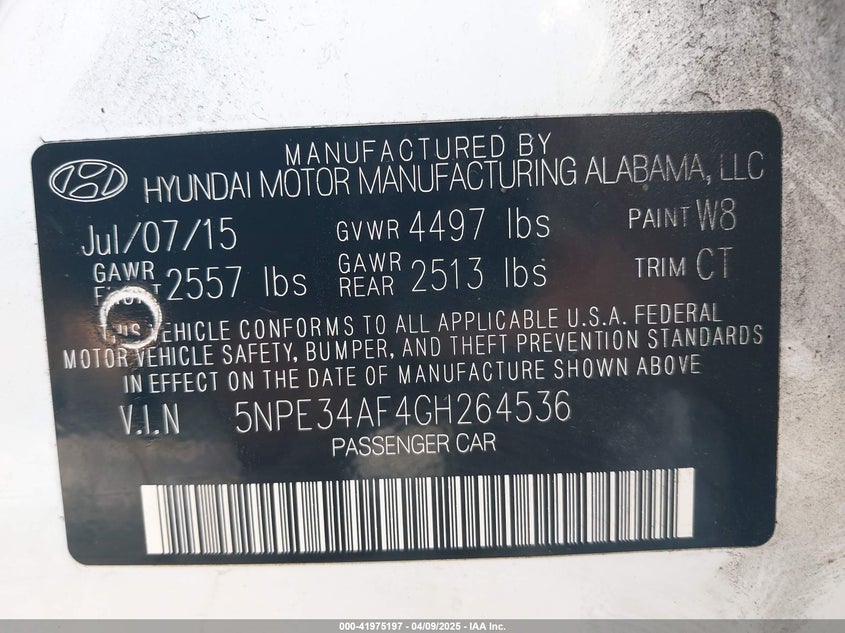 MANUFACTURED BY
HYUNDAI MOTOR MANUFACTURING ALABAMA, LLC
Jul/07/15 GVWR 4497 lbs PAINT W8
GAWR 2557 lbs GAWR REAR 2513 lbs TRIM CT
VEHICLE CONFORMS TO ALL APPLICABLE U.S.A. FEDERAL
MOTOR VEHICLE SAFETY, BUMPER, AND THEFT PREVENTION STANDARDS
IN EFFECT ON THE DATE OF MANUFACTURE SHOWN ABOVE
V.I.N 5NPE34AF4GH264536
PASSENGER CAR
000-41975197 - 04/09/2025 - IAA Inc.